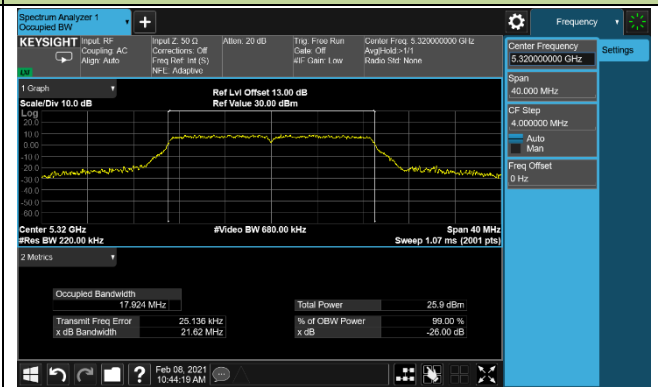 Spectrum Analyzer 1
Occupied BW
+
Frequency
KEYSIGHT
Input: RF
Coupling: AC
Align: Auto
Input Z: 50 Ω
Corrections: Off
Freq Ref: Int (S)
NFE: Adaptive
Atten: 20 dB
Trig: Free Run
Gate: Off
#IF Gain: Low
Center Freq: 5.320000000 GHz
Avg|Hold:>1/1
Radio Std: None
Center Frequency
5.320000000 GHz
Settings
Span
40.000 MHz
CF Step
4.000000 MHz
Auto
Man
Freq Offset
0 Hz
1 Graph
Scale/Div 10.0 dB
Ref Lvl Offset 13.00 dB
Ref Value 30.00 dBm
Log
20.0
10.0
0.00
-10.0
-20.0
-30.0
-40.0
-50.0
-60.0
Center 5.32 GHz
#Res BW 220.00 kHz
#Video BW 680.00 kHz
Span 40 MHz
Sweep 1.07 ms (2001 pts)
2 Metrics
Occupied Bandwidth
17.924 MHz
Total Power 25.9 dBm
Transmit Freq Error 25.136 kHz
% of OBW Power 99.00 %
x dB Bandwidth 21.62 MHz
x dB -26.00 dB
?
Feb 08, 2021
10:44:19 AM